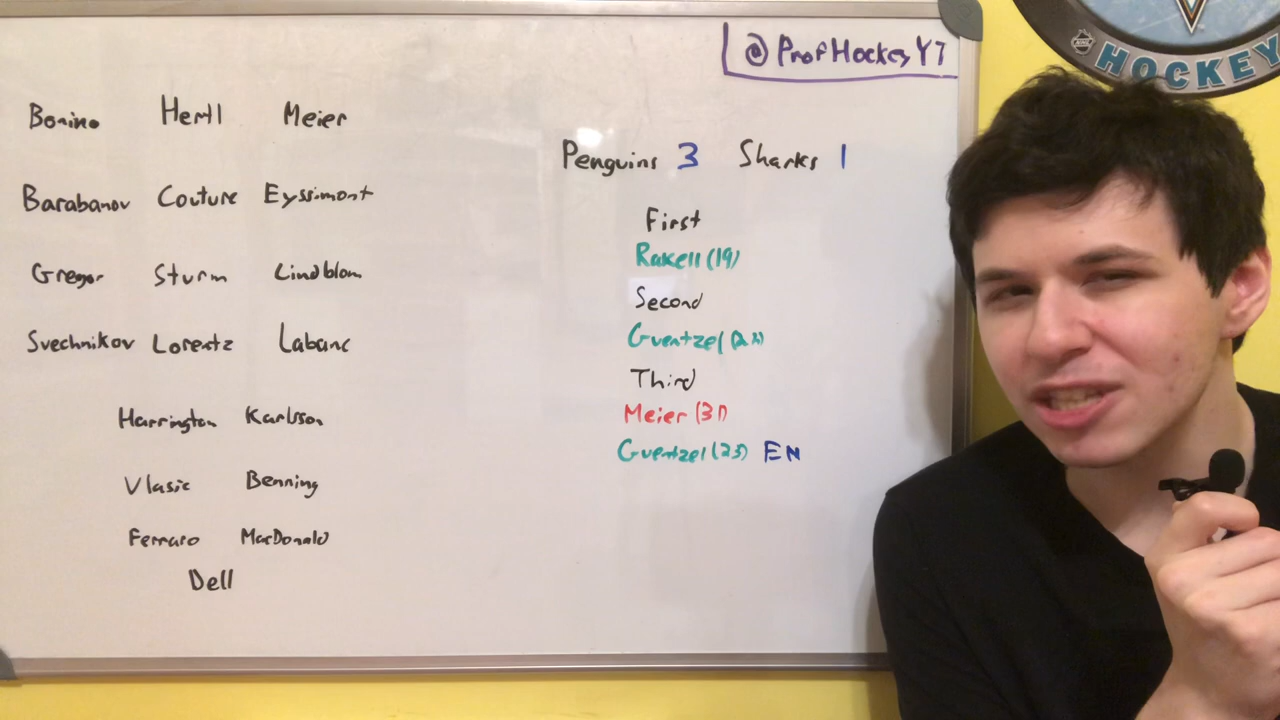 @ProfHockeyYT
HOCKEY
Bonino Hertl Meier
Barabanov Couture Eyssimont
Gregor Sturm Lindblom
Svechnikov Lorentz Labanc
Harrington Karlsson
Vlasic Benning
Ferraro MacDonald
Dell
Penguins 3 Sharks 1
First
Rakell (19)
Second
Guentzel (22)
Third
Meier (31)
Guentzel (23) EN